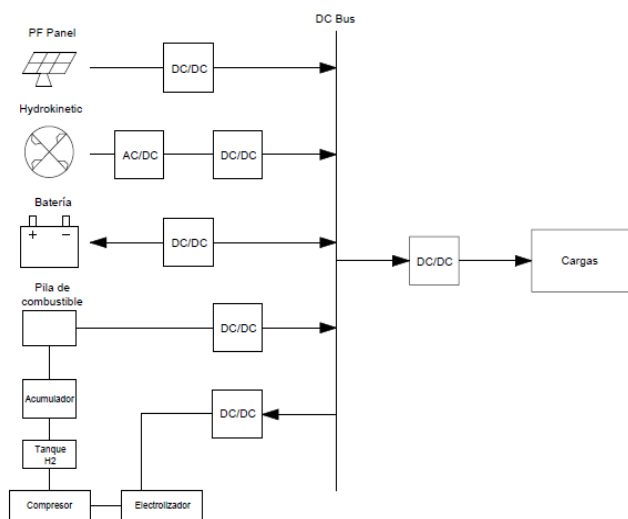 DC Bus
PF Panel
DC/DC
Hydrokinetic
AC/DC
DC/DC
Batería
+ −
DC/DC
DC/DC
Cargas
Pila de
combustible
DC/DC
Acumulador
DC/DC
Tanque
H2
Compresor
Electrolizador